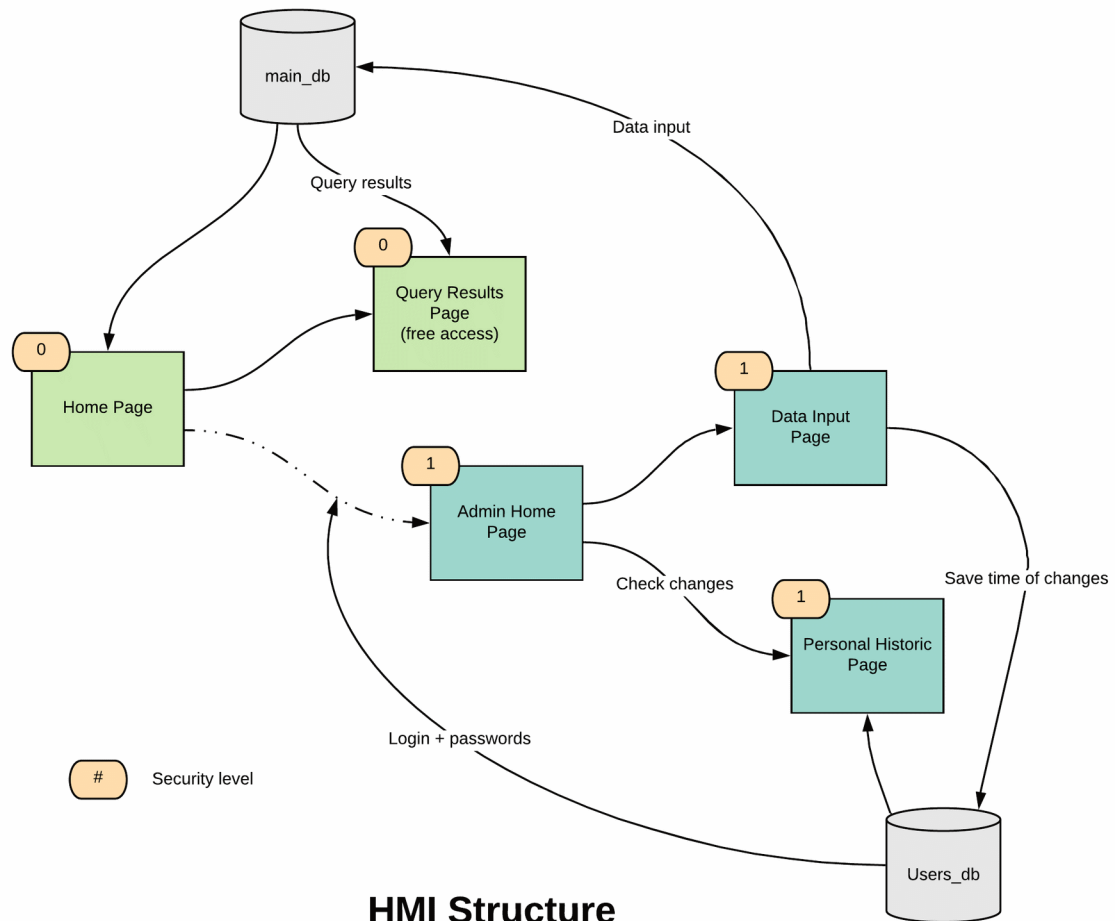 main_db
Data input
Query results
0
Query Results
Page
(free access)
0
Home Page
1
Data Input
Page
1
Admin Home
Page
Check changes
Save time of changes
1
Personal Historic
Page
Login + passwords
#
Security level
Users_db
HMI Structure